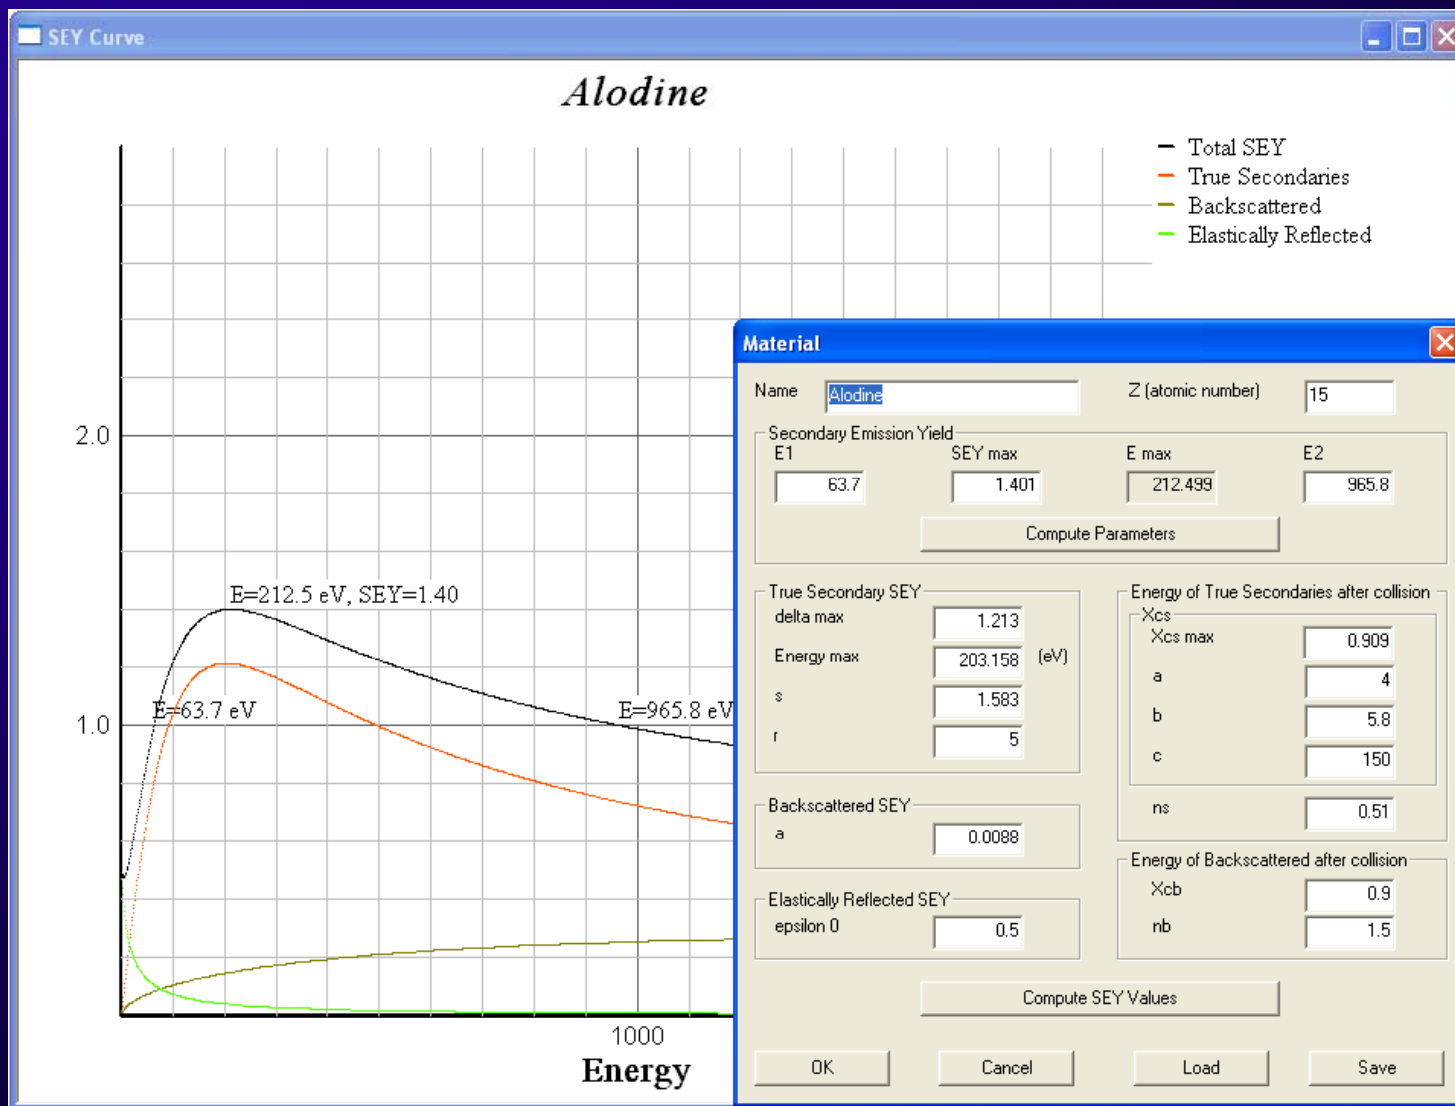 SEY Curve
Alodine
Total SEY
True Secondaries
Backscattered
Elastically Reflected
2.0
1.0
E=212.5 eV, SEY=1.40
E=63.7 eV
E=965.8 eV
1000
Energy
Material
Name Alodine Z (atomic number) 15
Secondary Emission Yield
E1 SEY max E max E2
63.7 1.401 212.499 965.8
Compute Parameters
True Secondary SEY
delta max 1.213
Energy max 203.158 (eV)
s 1.583
r 5
Backscattered SEY
a 0.0088
Elastically Reflected SEY
epsilon 0 0.5
Energy of True Secondaries after collision
Xcs
Xcs max 0.909
a 4
b 5.8
c 150
ns 0.51
Energy of Backscattered after collision
Xcb 0.9
nb 1.5
Compute SEY Values
OK Cancel Load Save